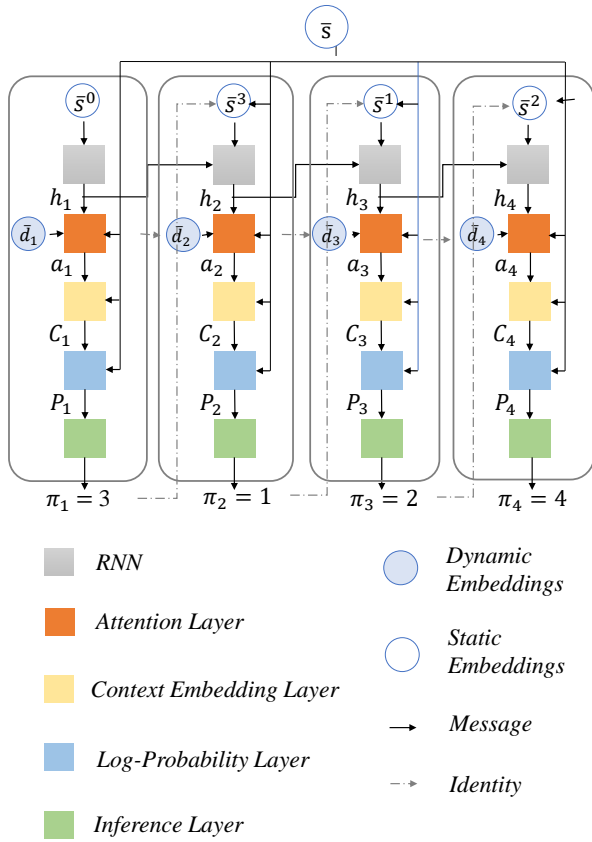 s̄
s̄⁰ s̄³ s̄¹ s̄²
h₁ h₂ h₃ h₄
d̄₁ d̄₂ d̄₃ d̄₄
a₁ a₂ a₃ a₄
C₁ C₂ C₃ C₄
P₁ P₂ P₃ P₄
π₁ = 3 π₂ = 1 π₃ = 2 π₄ = 4
RNN
Attention Layer
Context Embedding Layer
Log-Probability Layer
Inference Layer
Dynamic
Embeddings
Static
Embeddings
Message
Identity